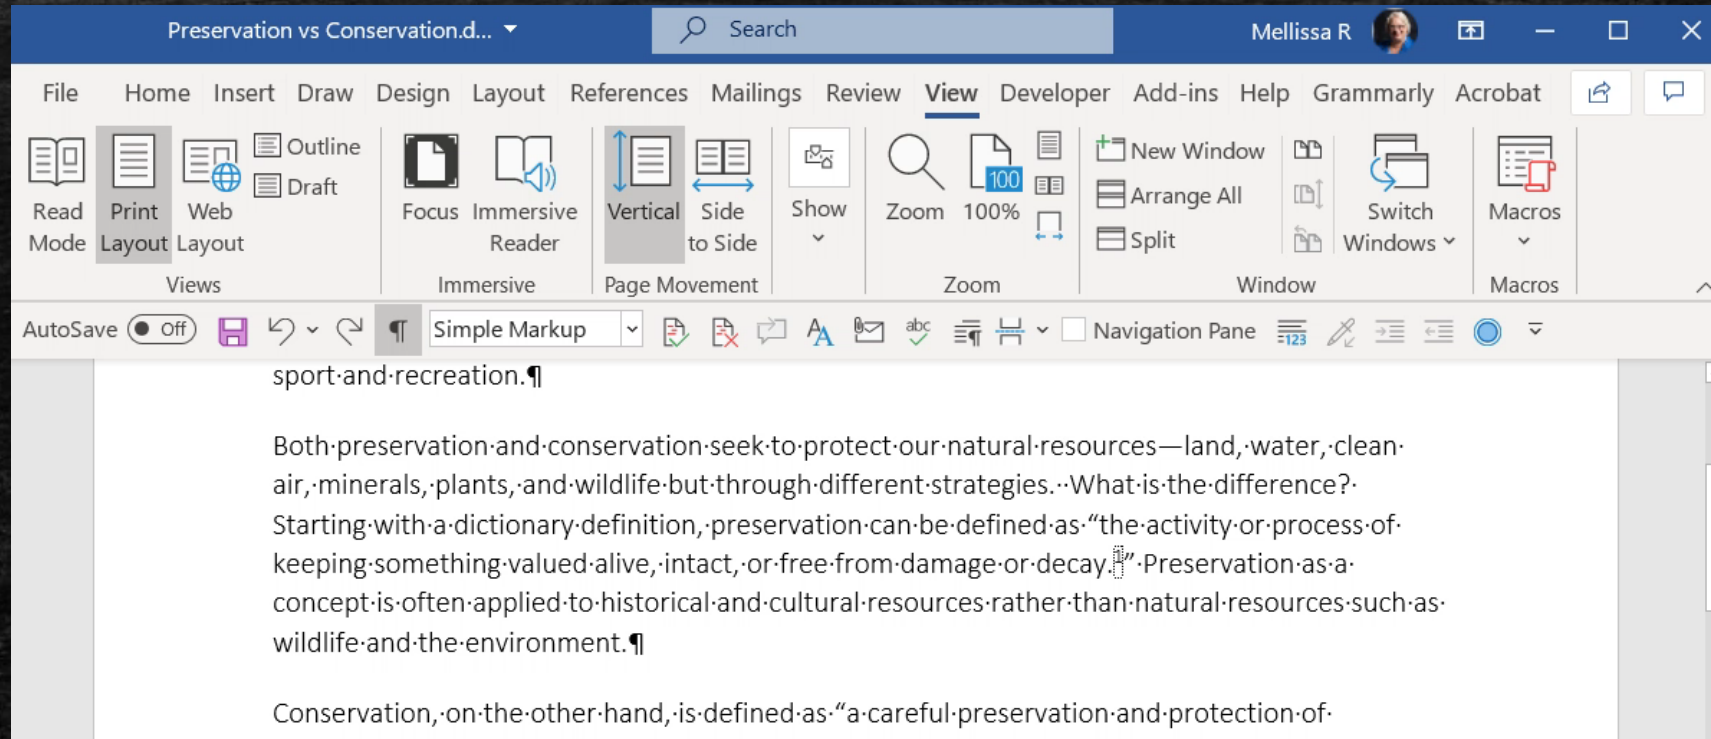 Preservation vs Conservation.d...
Search
Mellissa R
File Home Insert Draw Design Layout References Mailings Review View Developer Add-ins Help Grammarly Acrobat
Read Mode
Print Layout
Web Layout
Outline
Draft
Views
Focus
Immersive Reader
Immersive
Vertical
Side to Side
Page Movement
Show
Zoom
100
100%
Zoom
New Window
Arrange All
Split
Switch Windows
Window
Macros
Macros
AutoSave Off ¶ Simple Markup abc 123 Navigation Pane
sport·and·recreation.¶
Both·preservation·and·conservation·seek·to·protect·our·natural·resources—land,·water,·clean·
air,·minerals,·plants,·and·wildlife·but·through·different·strategies.··What·is·the·difference?·
Starting·with·a·dictionary·definition,·preservation·can·be·defined·as·“the·activity·or·process·of·
keeping·something·valued·alive,·intact,·or·free·from·damage·or·decay.”·Preservation·as·a·
concept·is·often·applied·to·historical·and·cultural·resources·rather·than·natural·resources·such·as·
wildlife·and·the·environment.¶
Conservation,·on·the·other·hand,·is·defined·as·“a·careful·preservation·and·protection·of·